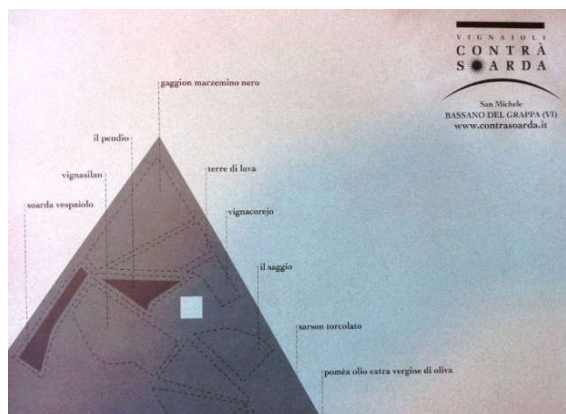 VIGNAIOLI
CONTRÀ
SOARDA
San Michele
BASSANO DEL GRAPPA (VI)
www.contrasoarda.it
gaggion marzemino nero
il pendio
vignasilan
terre di lava
soarda vespaiolo
vignacorejo
il saggio
sarson torcolato
pomèa olio extra vergine di oliva